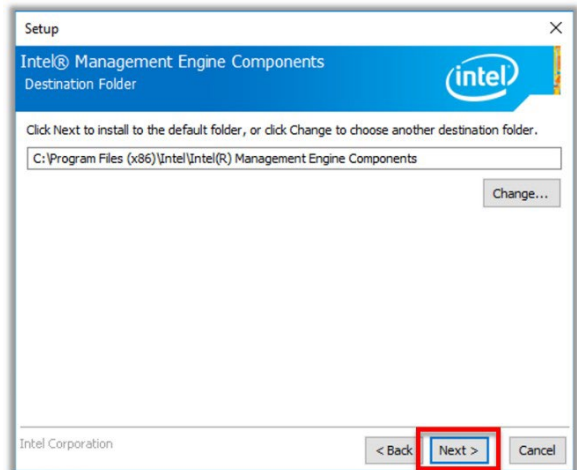 Setup
Intel® Management Engine Components
Destination Folder
intel
Click Next to install to the default folder, or click Change to choose another destination folder.
C:\Program Files (x86)\Intel\Intel(R) Management Engine Components
Change...
Intel Corporation
< Back
Next >
Cancel